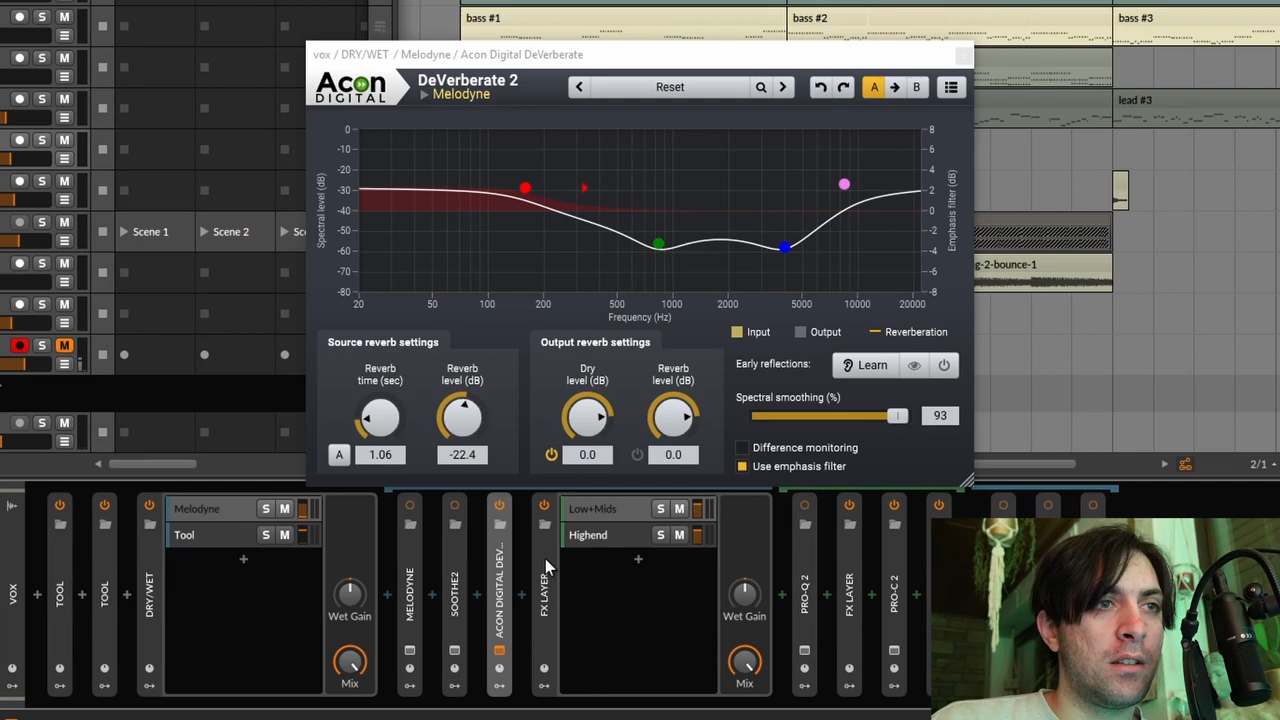 bass #1
bass #2
bass #3
vox / DRY/WET / Melodyne / Acon Digital DeVerberate
Acon
DIGITAL
DeVerberate 2
Melodyne
Reset
A
B
lead #3
0
-10
-20
-30
-40
-50
-60
-70
-80
Spectral level (dB)
8
6
4
2
0
-2
-4
-6
-8
Emphasis filter (dB)
20
50
100
200
500
1000
2000
5000
10000
20000
Frequency (Hz)
Input
Output
Reverberation
Source reverb settings
Output reverb settings
Early reflections:
Learn
Reverb
time (sec)
Reverb
level (dB)
Dry
level (dB)
Reverb
level (dB)
Spectral smoothing (%)
93
A
1.06
-22.4
0.0
0.0
Difference monitoring
Use emphasis filter
M
M
M
M
M
M
M
M
M
M
Scene 1
Scene 2
Sc
g-2-bounce-1
2/1
VOX
TOOL
TOOL
DRY/WET
Melodyne
S
M
Tool
S
M
Wet Gain
Mix
MELODYNE
SOOTHE2
ACON DIGITAL DEV...
FX LAYER
Low+Mids
S
M
Highend
S
M
Wet Gain
Mix
PRO-Q 2
FX LAYER
PRO-C 2